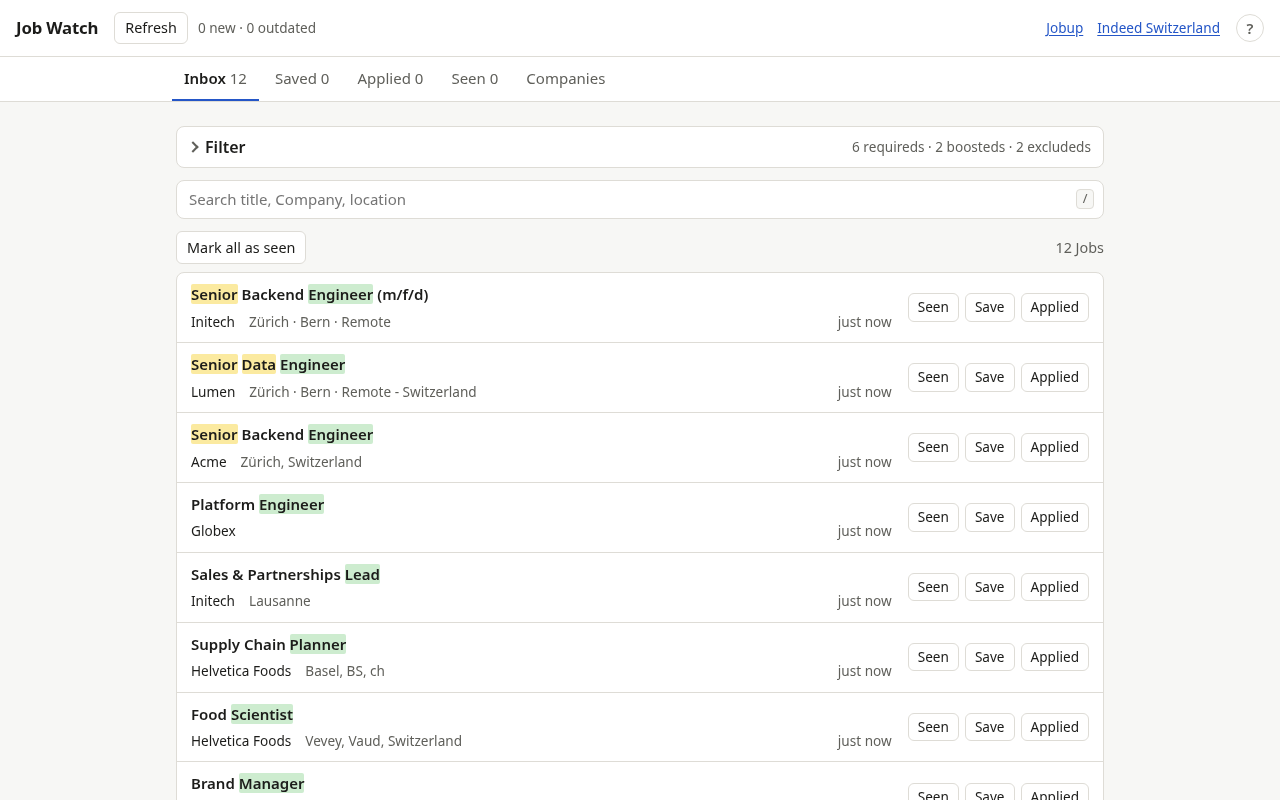 Job Watch Refresh 0 new · 0 outdated Jobup Indeed Switzerland ?
Inbox 12 Saved 0 Applied 0 Seen 0 Companies
Filter 6 requireds · 2 boosteds · 2 excludeds
Search title, Company, location /
Mark all as seen 12 Jobs
Senior Backend Engineer (m/f/d)
Initech Zürich · Bern · Remote just now Seen Save Applied
Senior Data Engineer
Lumen Zürich · Bern · Remote - Switzerland just now Seen Save Applied
Senior Backend Engineer
Acme Zürich, Switzerland just now Seen Save Applied
Platform Engineer
Globex just now Seen Save Applied
Sales & Partnerships Lead
Initech Lausanne just now Seen Save Applied
Supply Chain Planner
Helvetica Foods Basel, BS, ch just now Seen Save Applied
Food Scientist
Helvetica Foods Vevey, Vaud, Switzerland just now Seen Save Applied
Brand Manager
Seen Save Applied